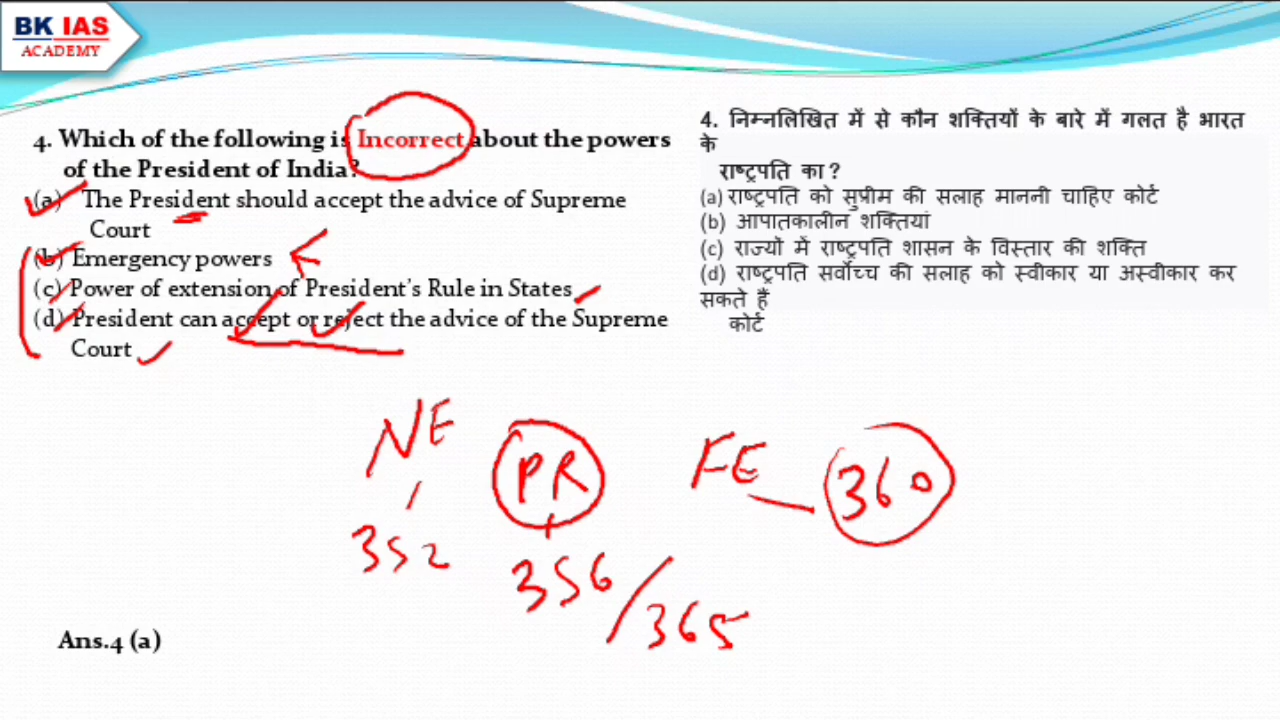 BK IAS
ACADEMY
4. Which of the following is Incorrect about the powers
of the President of India?
(a) The President should accept the advice of Supreme
Court
(b) Emergency powers
(c) Power of extension of President's Rule in States
(d) President can accept or reject the advice of the Supreme
Court
4. निम्नलिखित में से कौन शक्तियों के बारे में गलत है भारत
के
राष्ट्रपति का?
(a) राष्ट्रपति को सुप्रीम की सलाह माननी चाहिए कोर्ट
(b) आपातकालीन शक्तियां
(c) राज्यों में राष्ट्रपति शासन के विस्तार की शक्ति
(d) राष्ट्रपति सर्वोच्च की सलाह को स्वीकार या अस्वीकार कर
सकते हैं
कोर्ट
NE PR FE 360
352 356/365
Ans.4 (a)